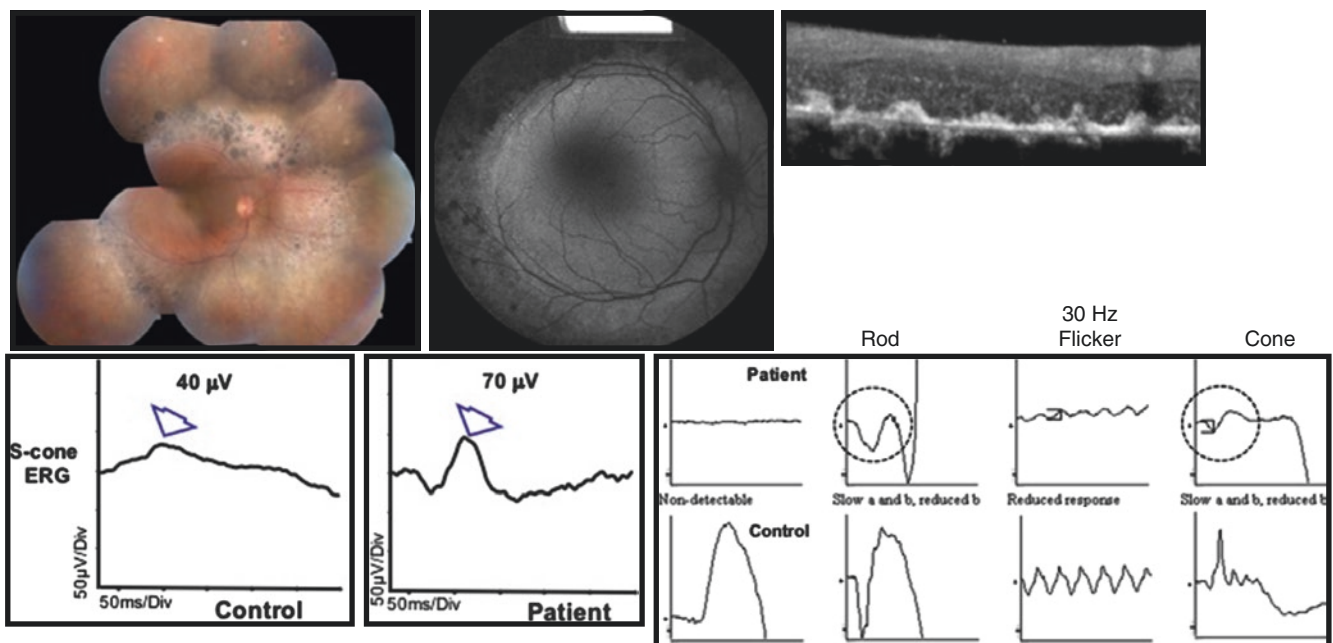 30 Hz
Rod
Flicker
Cone
40 µV
S-cone
ERG
50µV/Div
50ms/Div
Control
70 µV
50µV/Div
50ms/Div
Patient
Patient
Non-detectable
Slow a and b, reduced b
Reduced response
Slow a and b, reduced b
Control